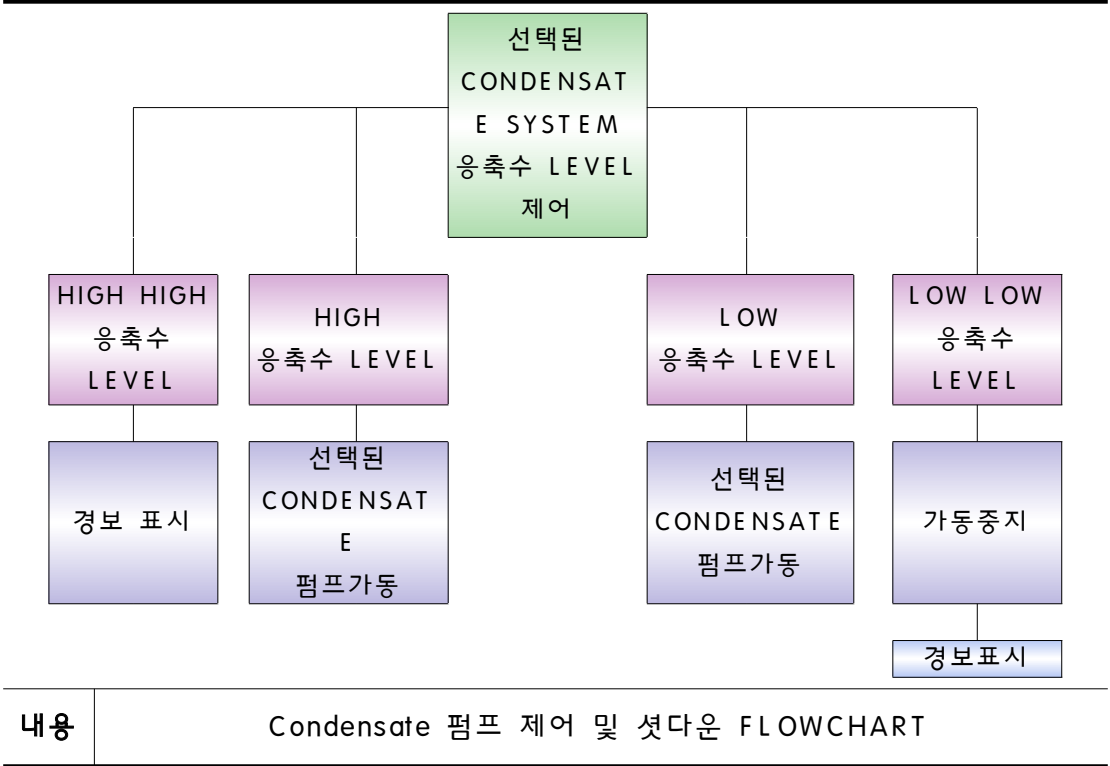 선택된
CONDENSAT
E SYSTEM
응축수 LEVEL
제어
HIGH HIGH
응축수
LEVEL
HIGH
응축수 LEVEL
LOW
응축수 LEVEL
LOW LOW
응축수
LEVEL
경보 표시
선택된
CONDENSAT
E
펌프가동
선택된
CONDENSATE
펌프가동
가동중지
경보표시
내용
Condensate 펌프 제어 및 셧다운 FLOWCHART